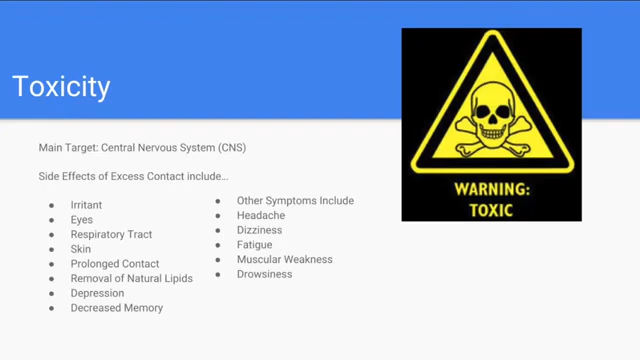 Toxicity
Main Target: Central Nervous System (CNS)
Side Effects of Excess Contact include...
Irritant
Eyes
Respiratory Tract
Skin
Prolonged Contact
Removal of Natural Lipids
Depression
Decreased Memory
Other Symptoms Include
Headache
Dizziness
Fatigue
Muscular Weakness
Drowsiness
WARNING:
TOXIC